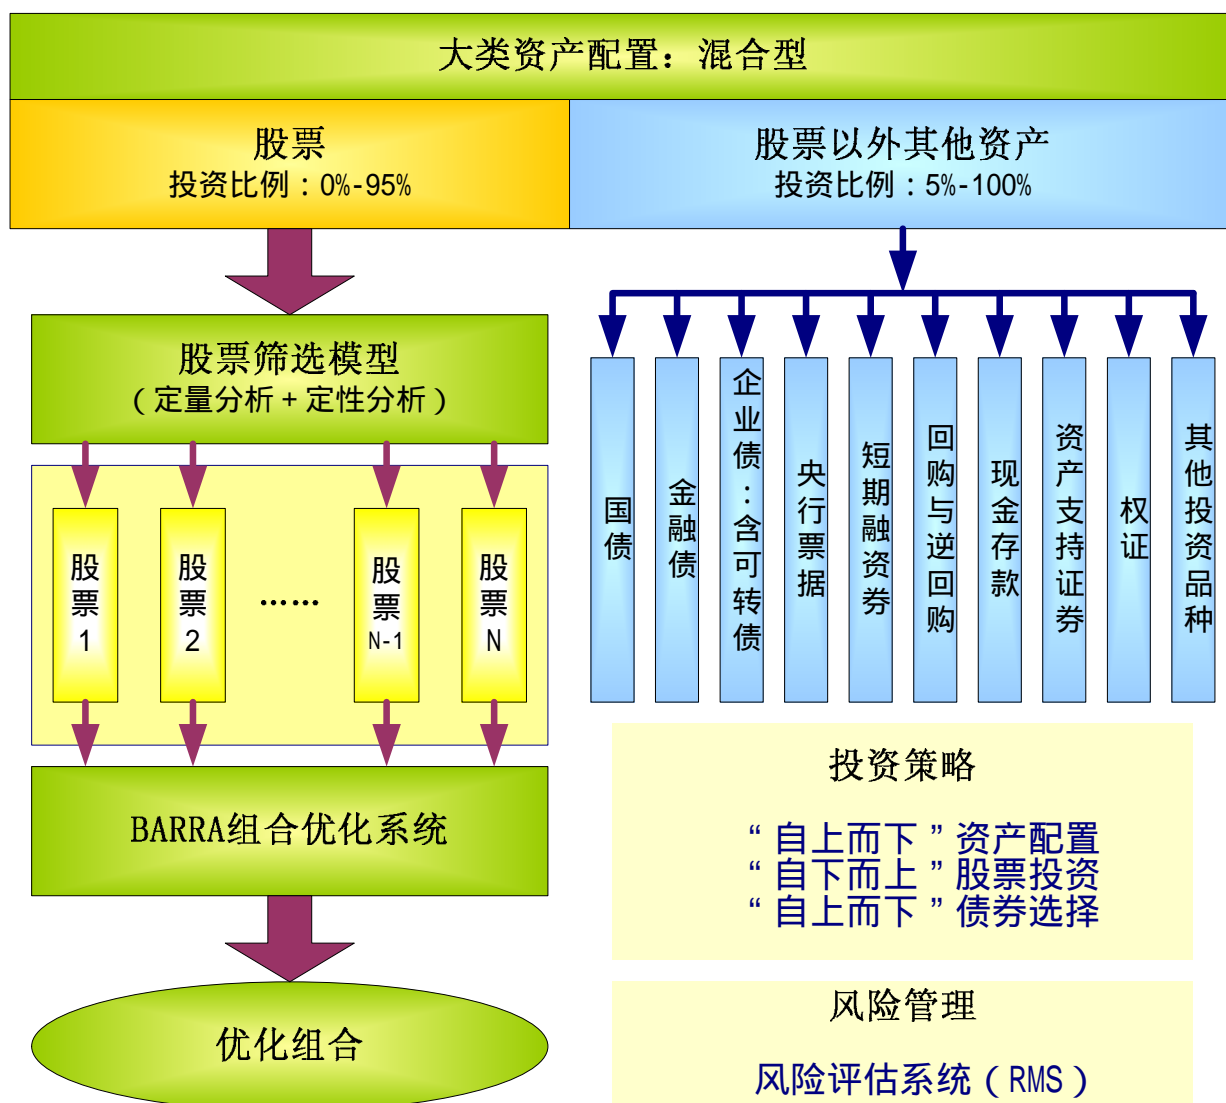 大类资产配置：混合型
股票
投资比例：0%-95%
股票以外其他资产
投资比例：5%-100%
股票筛选模型
（定量分析+定性分析）
股票1
股票2
……
股票N-1
股票N
BARRA组合优化系统
优化组合
国债
金融债
企业债：含可转债
央行票据
短期融资券
回购与逆回购
现金存款
资产支持证券
权证
其他投资品种
投资策略
“自上而下”资产配置
“自下而上”股票投资
“自上而下”债券选择
风险管理
风险评估系统（RMS）